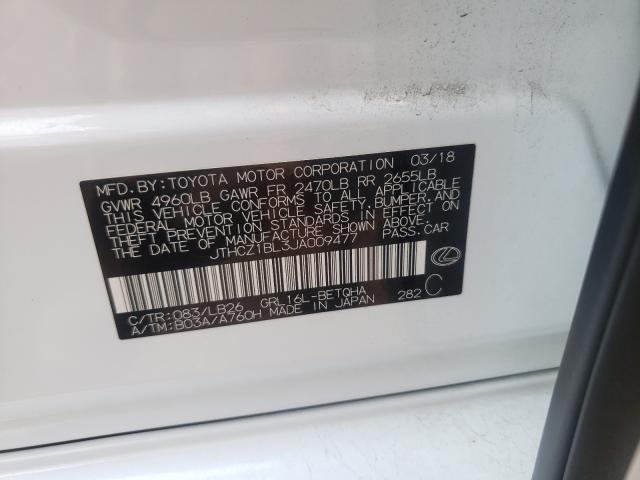 MFD. BY: TOYOTA MOTOR CORPORATION 03/18
GVWR 4960LB GAWR FR 2470LB RR 2655LB
THIS VEHICLE CONFORMS TO ALL APPLICABLE
FEDERAL MOTOR VEHICLE SAFETY, BUMPER, AND
THEFT PREVENTION STANDARDS IN EFFECT ON
THE DATE OF MANUFACTURE SHOWN ABOVE.
JTHCZ1BL3JA009477 PASS. CAR
C/TR: 083/LB26 GRL16L-BETQHA 282 C
A/TM: B03A/A760H MADE IN JAPAN